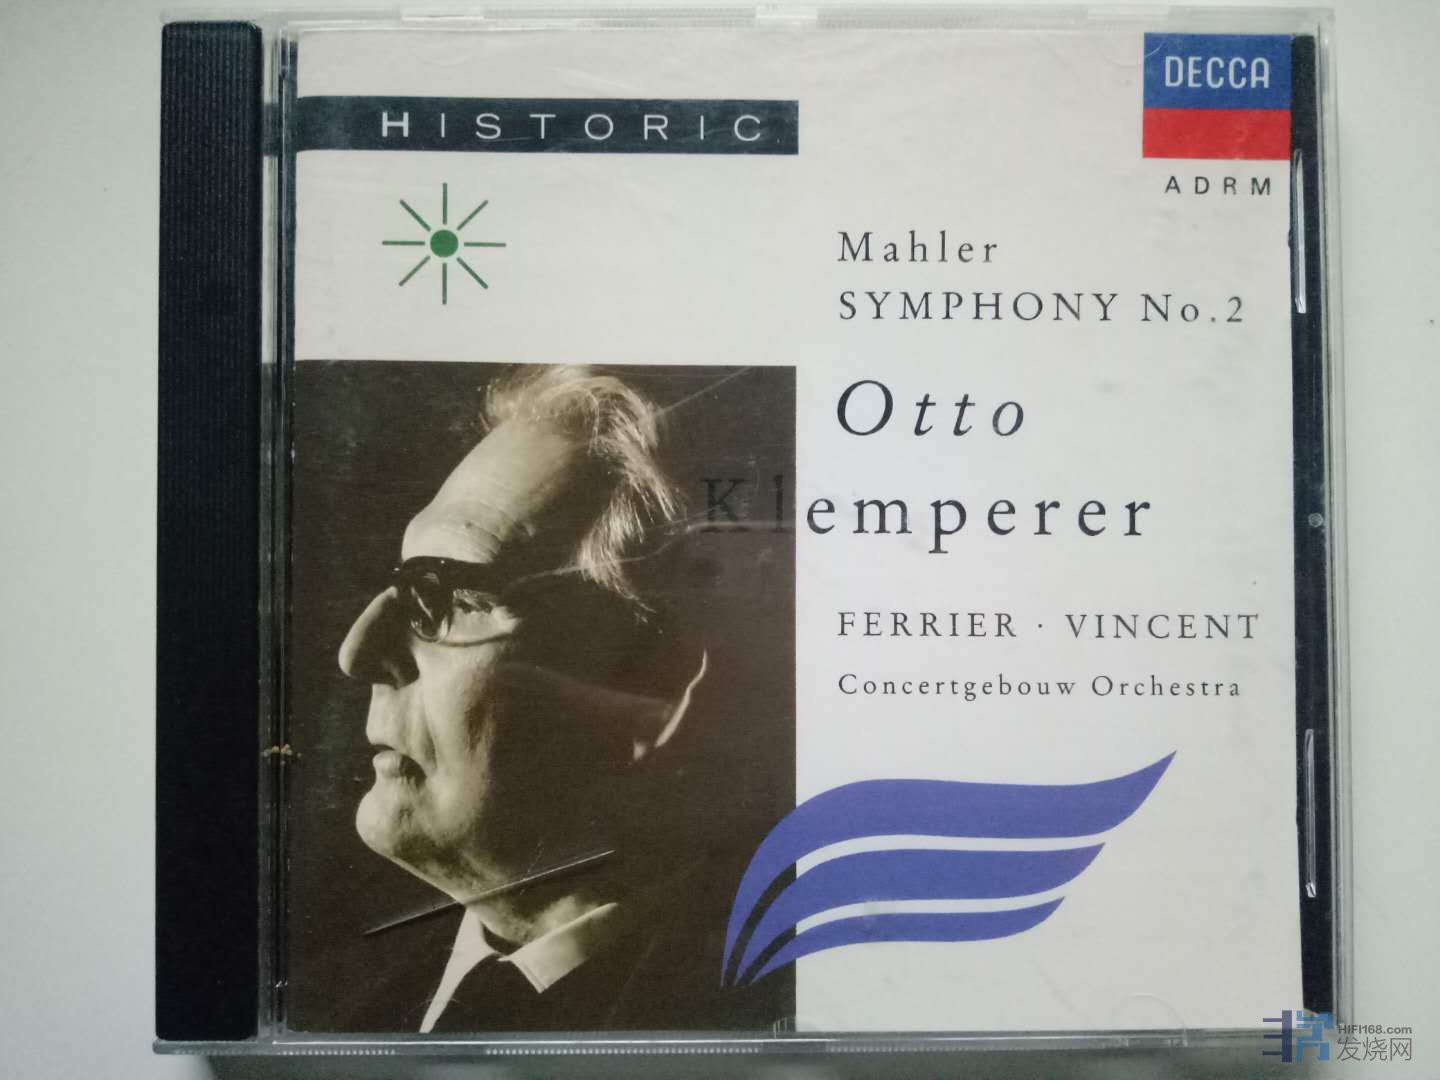 HISTORIC
DECCA
ADRM
Mahler
SYMPHONY No.2
Otto
Klemperer
FERRIER · VINCENT
Concertgebouw Orchestra
HIFI168.com
发烧网